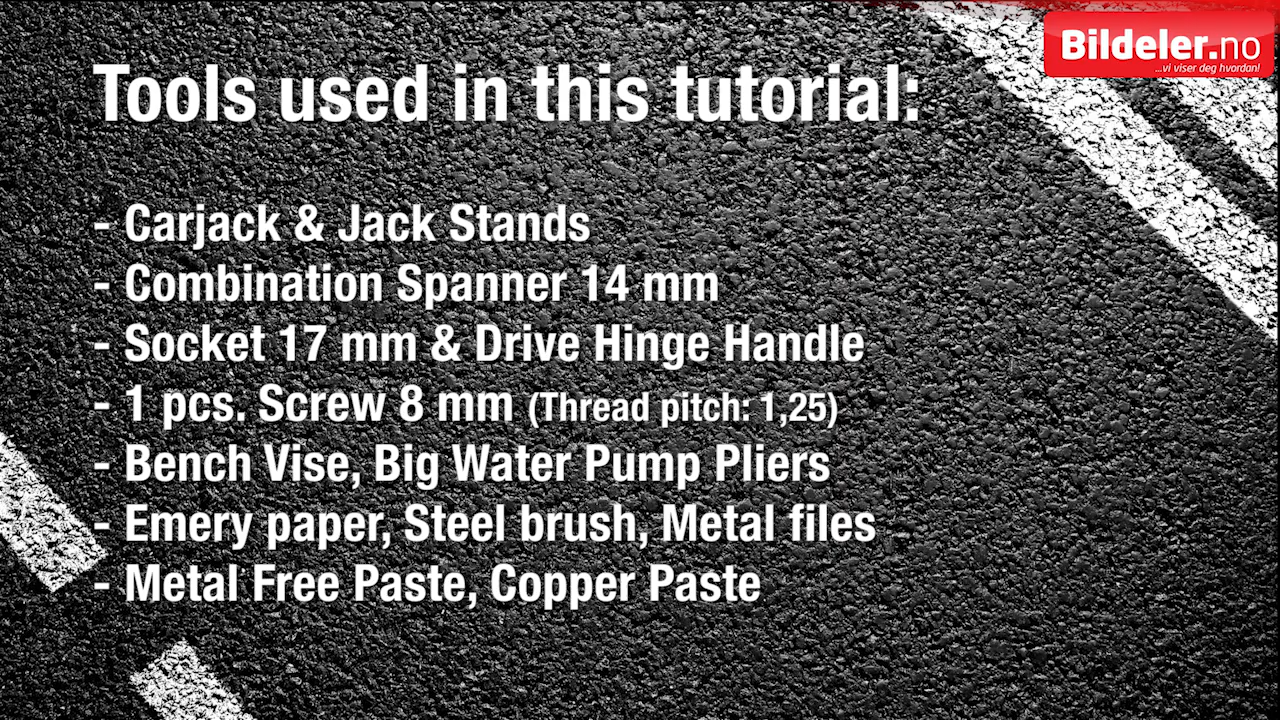 Bildeler.no
...vi viser deg hvordan!
Tools used in this tutorial:
- Carjack & Jack Stands
- Combination Spanner 14 mm
- Socket 17 mm & Drive Hinge Handle
- 1 pcs. Screw 8 mm (Thread pitch: 1,25)
- Bench Vise, Big Water Pump Pliers
- Emery paper, Steel brush, Metal files
- Metal Free Paste, Copper Paste